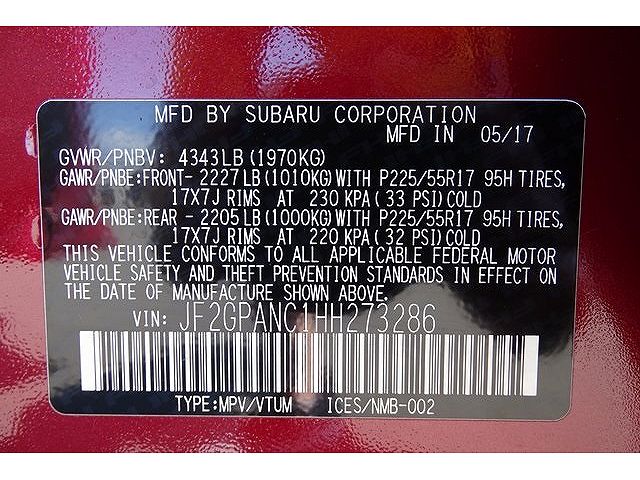 MFD BY SUBARU CORPORATION
MFD IN 05/17
GVWR/PNBV: 4343LB (1970KG)
GAWR/PNBE:FRONT- 2227LB(1010KG)WITH P225/55R17 95H TIRES,
17X7J RIMS AT 230 KPA(33 PSI)COLD
GAWR/PNBE:REAR - 2205LB(1000KG)WITH P225/55R17 95H TIRES,
17X7J RIMS AT 220 KPA(32 PSI)COLD
THIS VEHICLE CONFORMS TO ALL APPLICABLE FEDERAL MOTOR
VEHICLE SAFETY AND THEFT PREVENTION STANDARDS IN EFFECT ON
THE DATE OF MANUFACTURE SHOWN ABOVE.
VIN: JF2GPANC1HH273286
TYPE:MPV/VTUM ICES/NMB-002